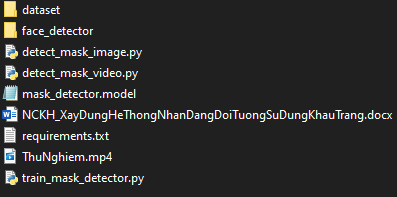 dataset
face_detector
detect_mask_image.py
detect_mask_video.py
mask_detector.model
NCKH_XayDungHeThongNhanDangDoiTuongSuDungKhauTrang.docx
requirements.txt
ThuNghiem.mp4
train_mask_detector.py